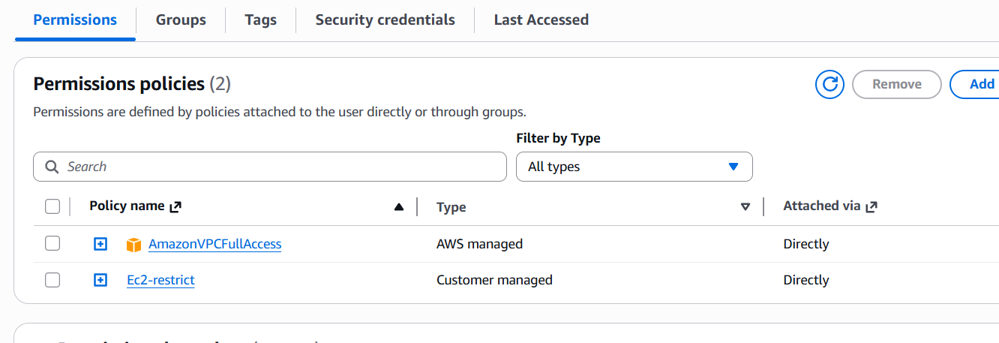 Permissions Groups Tags Security credentials Last Accessed
Permissions policies (2)
Remove
Add
Permissions are defined by policies attached to the user directly or through groups.
Filter by Type
Search
All types
Policy name
Type
Attached via
AmazonVPCFullAccess
AWS managed
Directly
Ec2-restrict
Customer managed
Directly